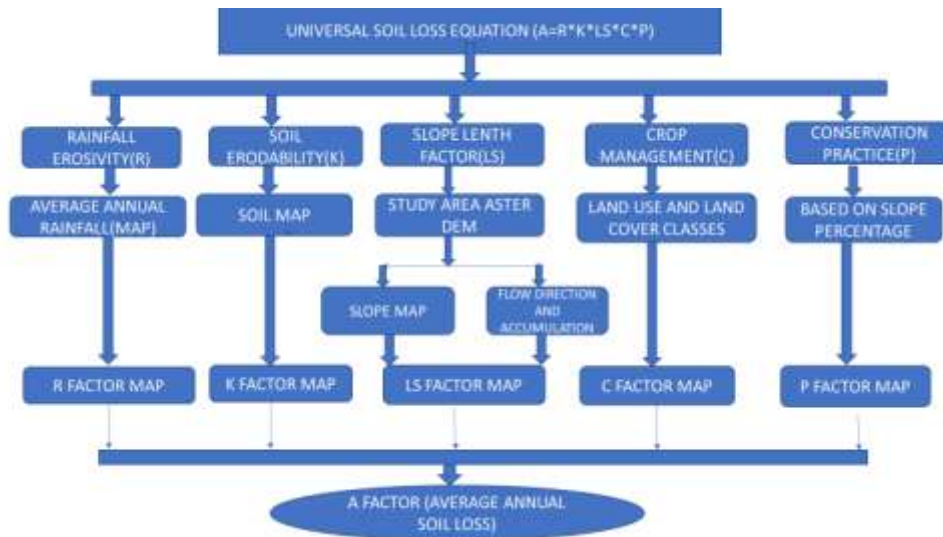 UNIVERSAL SOIL LOSS EQUATION (A=R*K*LS*C*P)
RAINFALL
EROSIVITY(R)
SOIL
ERODABILITY(K)
SLOPE LENTH
FACTOR(LS)
CROP
MANAGEMENT(C)
CONSERVATION
PRACTICE(P)
AVERAGE ANNUAL
RAINFALL(MAP)
SOIL MAP
STUDY AREA ASTER
DEM
LAND USE AND LAND
COVER CLASSES
BASED ON SLOPE
PERCENTAGE
SLOPE MAP
FLOW DIRECTION
AND
ACCUMULATION
R FACTOR MAP
K FACTOR MAP
LS FACTOR MAP
C FACTOR MAP
P FACTOR MAP
A FACTOR (AVERAGE ANNUAL
SOIL LOSS)